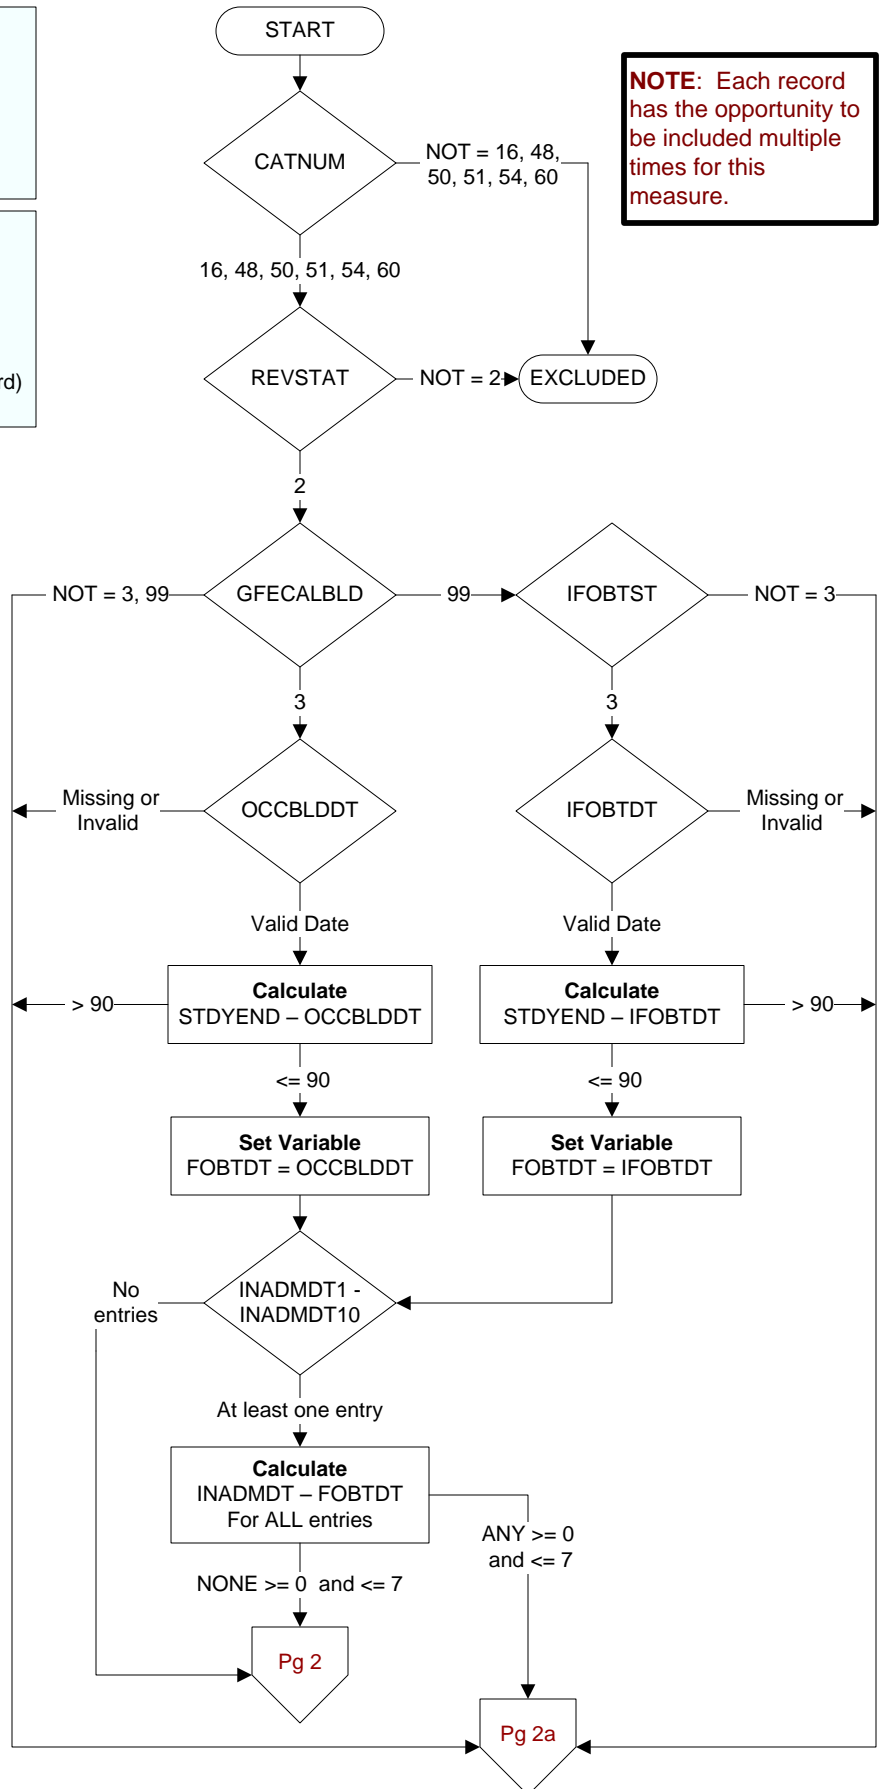 START
NOTE: Each record
has the opportunity to
be included multiple
times for this
measure.
CATNUM
NOT = 16, 48,
50, 51, 54, 60
16, 48, 50, 51, 54, 60
rd)
REVSTAT
NOT = 2
EXCLUDED
2
NOT = 3, 99
GFECALBLD
99
IFOBTST
NOT = 3
3
3
Missing or
Invalid
OCCBLDDT
IFOBTDT
Missing or
Invalid
Valid Date
Valid Date
> 90
Calculate
STDYEND – OCCBLDDT
Calculate
STDYEND – IFOBTDT
> 90
<= 90
<= 90
Set Variable
FOBTDT = OCCBLDDT
Set Variable
FOBTDT = IFOBTDT
No
entries
INADMDT1 -
INADMDT10
At least one entry
Calculate
INADMDT – FOBTDT
For ALL entries
ANY >= 0
and <= 7
NONE >= 0 and <= 7
Pg 2
Pg 2a